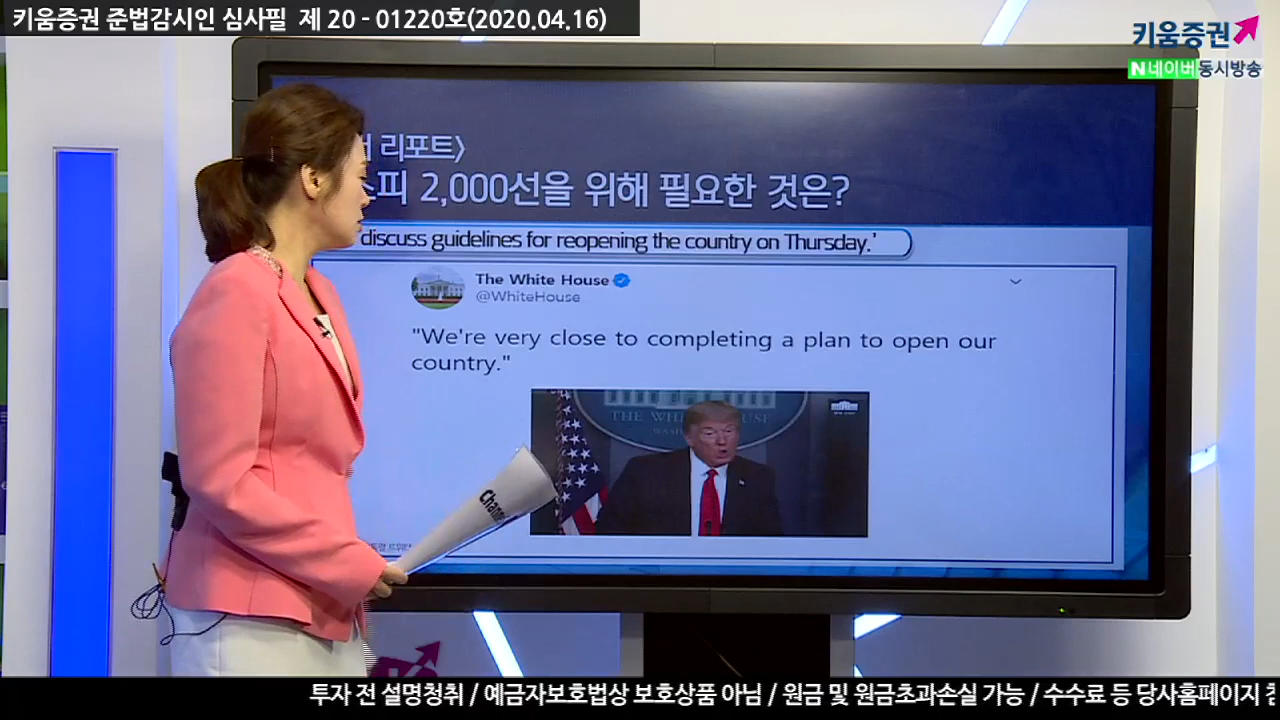 키움증권 준법감시인 심사필 제 20 - 01220호(2020.04.16)
키움증권
N 네이버 동시방송
리포트>
2,000선을 위해 필요한 것은?
discuss guidelines for reopening the country on Thursday.'
The White House
@WhiteHouse
"We're very close to completing a plan to open our
country."
THE WHITE HOUSE
투자 전 설명청취 / 예금자보호법상 보호상품 아님 / 원금 및 원금초과손실 가능 / 수수료 등 당사홈페이지